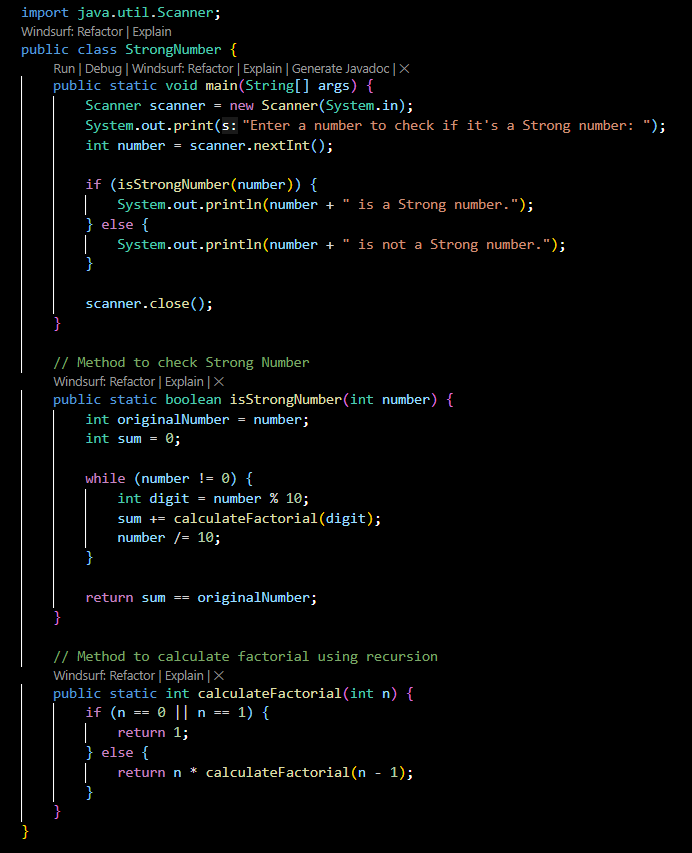 import java.util.Scanner;
Windsurf: Refactor | Explain
public class StrongNumber {
Run | Debug | Windsurf: Refactor | Explain | Generate Javadoc | ×
public static void main(String[] args) {
Scanner scanner = new Scanner(System.in);
System.out.print(s: "Enter a number to check if it's a Strong number: ");
int number = scanner.nextInt();
if (isStrongNumber(number)) {
System.out.println(number + " is a Strong number.");
} else {
System.out.println(number + " is not a Strong number.");
}
scanner.close();
}
// Method to check Strong Number
Windsurf: Refactor | Explain | ×
public static boolean isStrongNumber(int number) {
int originalNumber = number;
int sum = 0;
while (number != 0) {
int digit = number % 10;
sum += calculateFactorial(digit);
number /= 10;
}
return sum == originalNumber;
}
// Method to calculate factorial using recursion
Windsurf: Refactor | Explain | ×
public static int calculateFactorial(int n) {
if (n == 0 || n == 1) {
return 1;
} else {
return n * calculateFactorial(n - 1);
}
}
}